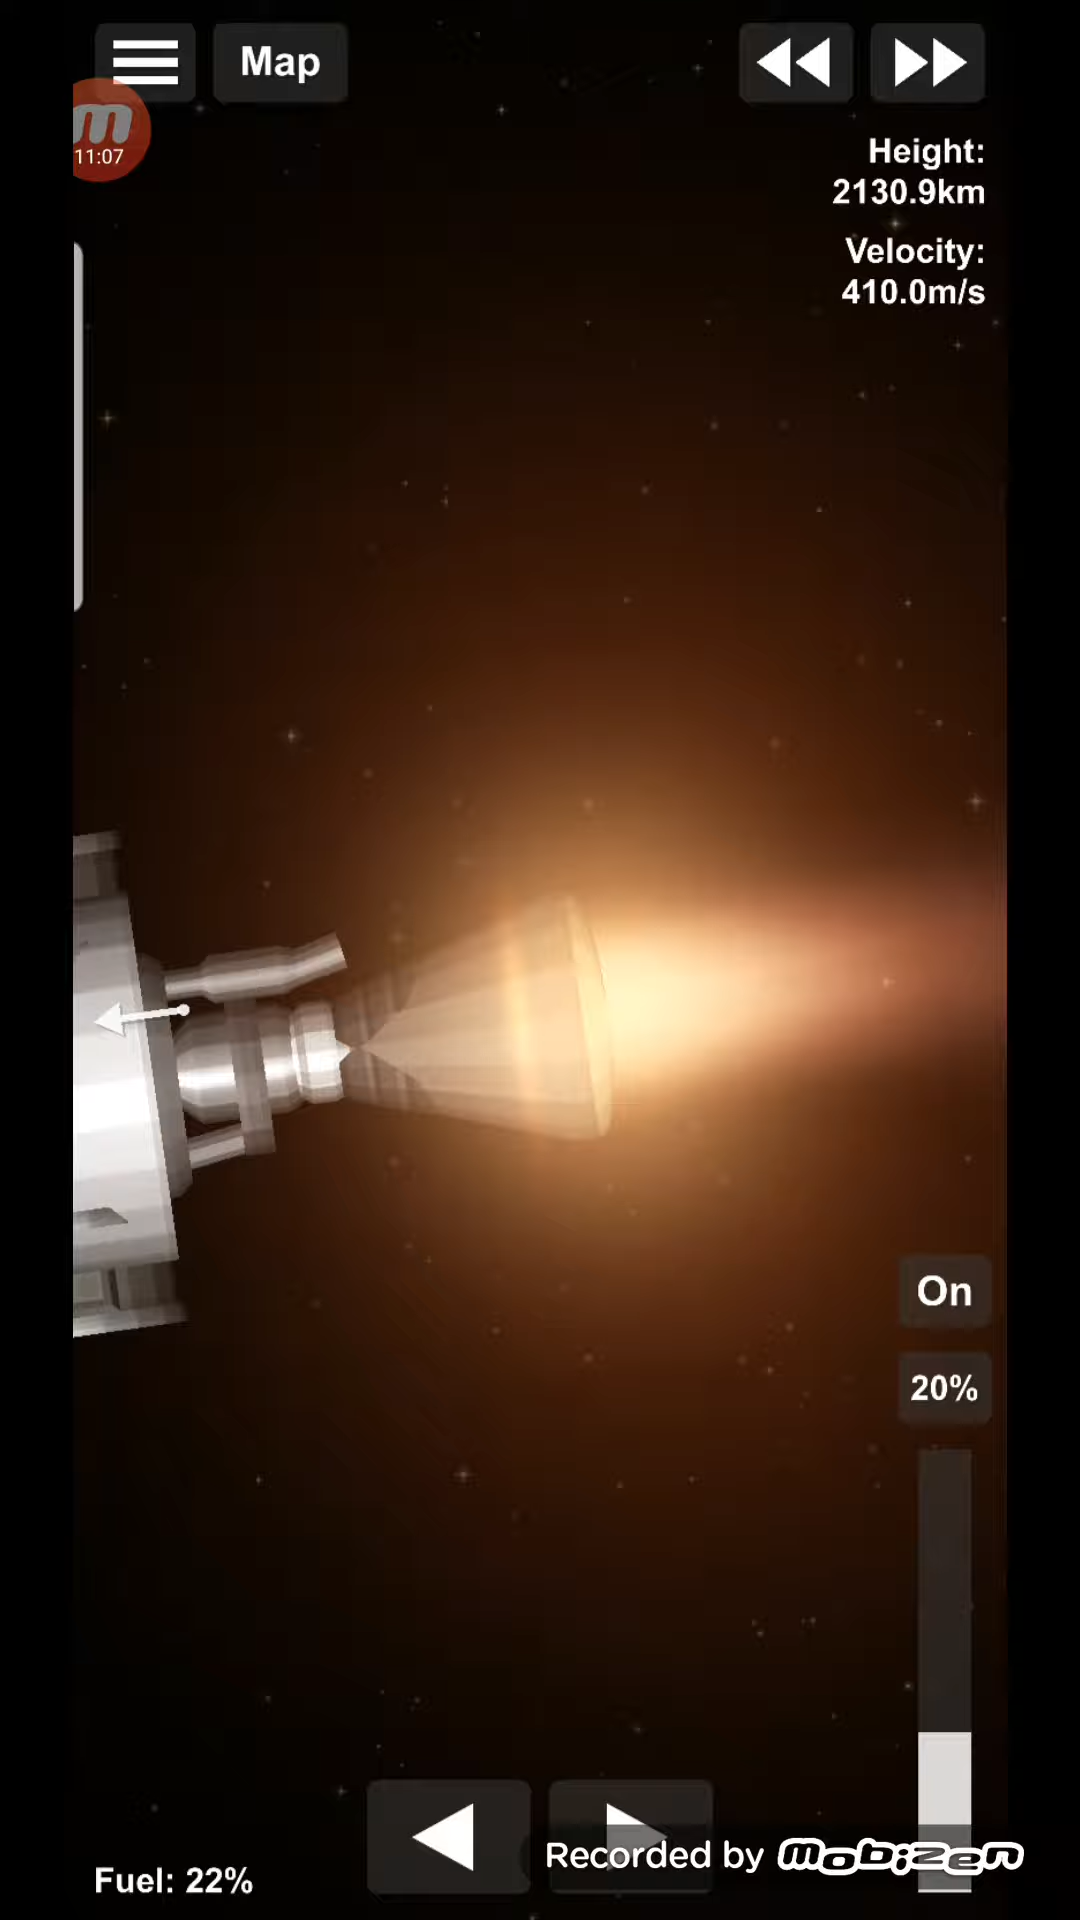 Map
m
11:07
Height:
2130.9km
Velocity:
410.0m/s
On
20%
Recorded by mobizen
Fuel: 22%